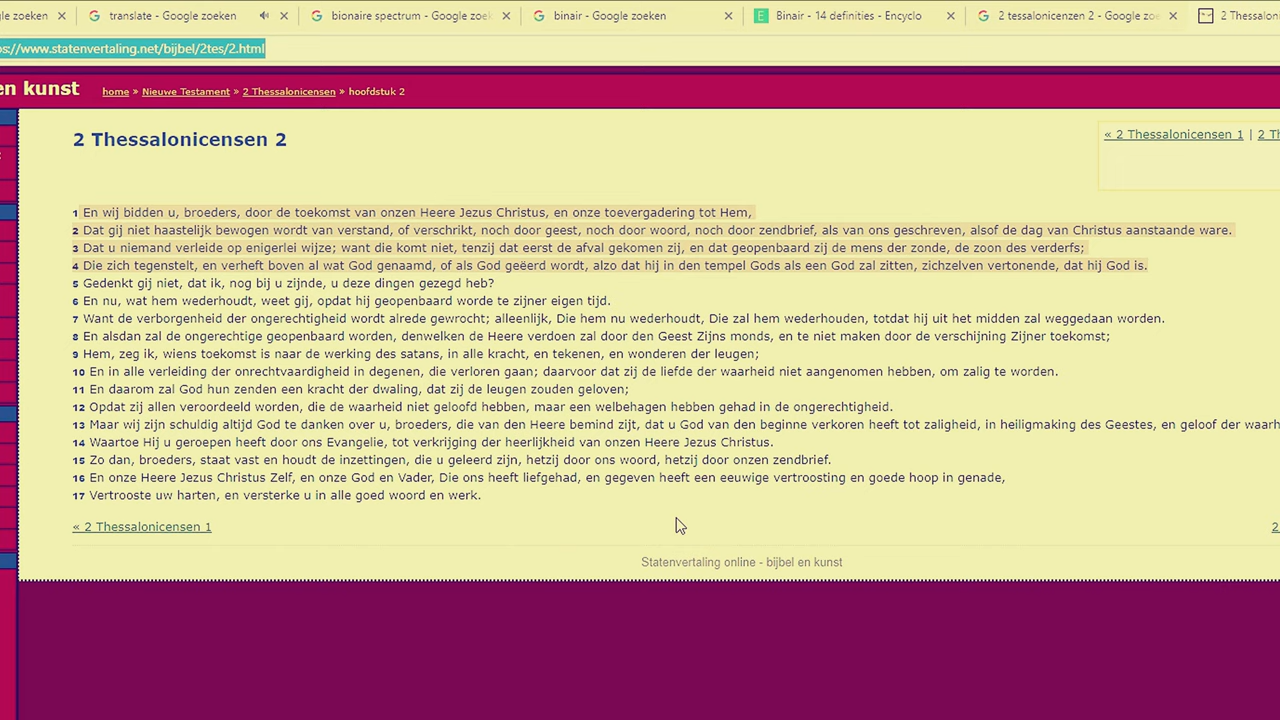 le zoeken
translate - Google zoeken
bionaire spectrum - Google zoe
binair - Google zoeken
Binair - 14 definities - Encyclo
2 tessalonicenzen 2 - Google zo
2 Thessalon
ps://www.statenvertaling.net/bijbel/2tes/2.html
en kunst
home » Nieuwe Testament » 2 Thessalonicensen » hoofdstuk 2
2 Thessalonicensen 2
« 2 Thessalonicensen 1 | 2 Th
1 En wij bidden u, broeders, door de toekomst van onzen Heere Jezus Christus, en onze toevergadering tot Hem,
2 Dat gij niet haastelijk bewogen wordt van verstand, of verschrikt, noch door geest, noch door woord, noch door zendbrief, als van ons geschreven, alsof de dag van Christus aanstaande ware.
3 Dat u niemand verleide op enigerlei wijze; want die komt niet, tenzij dat eerst de afval gekomen zij, en dat geopenbaard zij de mens der zonde, de zoon des verderfs;
4 Die zich tegenstelt, en verheft boven al wat God genaamd, of als God geëerd wordt, alzo dat hij in den tempel Gods als een God zal zitten, zichzelven vertonende, dat hij God is.
5 Gedenkt gij niet, dat ik, nog bij u zijnde, u deze dingen gezegd heb?
6 En nu, wat hem wederhoudt, weet gij, opdat hij geopenbaard worde te zijner eigen tijd.
7 Want de verborgenheid der ongerechtigheid wordt alrede gewrocht; alleenlijk, Die hem nu wederhoudt, Die zal hem wederhouden, totdat hij uit het midden zal weggedaan worden.
8 En alsdan zal de ongerechtige geopenbaard worden, denwelken de Heere verdoen zal door den Geest Zijns monds, en te niet maken door de verschijning Zijner toekomst;
9 Hem, zeg ik, wiens toekomst is naar de werking des satans, in alle kracht, en tekenen, en wonderen der leugen;
10 En in alle verleiding der onrechtvaardigheid in degenen, die verloren gaan; daarvoor dat zij de liefde der waarheid niet aangenomen hebben, om zalig te worden.
11 En daarom zal God hun zenden een kracht der dwaling, dat zij de leugen zouden geloven;
12 Opdat zij allen veroordeeld worden, die de waarheid niet geloofd hebben, maar een welbehagen hebben gehad in de ongerechtigheid.
13 Maar wij zijn schuldig altijd God te danken over u, broeders, die van den Heere bemind zijt, dat u God van den beginne verkoren heeft tot zaligheid, in heiligmaking des Geestes, en geloof der waarh
14 Waartoe Hij u geroepen heeft door ons Evangelie, tot verkrijging der heerlijkheid van onzen Heere Jezus Christus.
15 Zo dan, broeders, staat vast en houdt de inzettingen, die u geleerd zijn, hetzij door ons woord, hetzij door onzen zendbrief.
16 En onze Heere Jezus Christus Zelf, en onze God en Vader, Die ons heeft liefgehad, en gegeven heeft een eeuwige vertroosting en goede hoop in genade,
17 Vertrooste uw harten, en versterke u in alle goed woord en werk.
« 2 Thessalonicensen 1
2
Statenvertaling online - bijbel en kunst